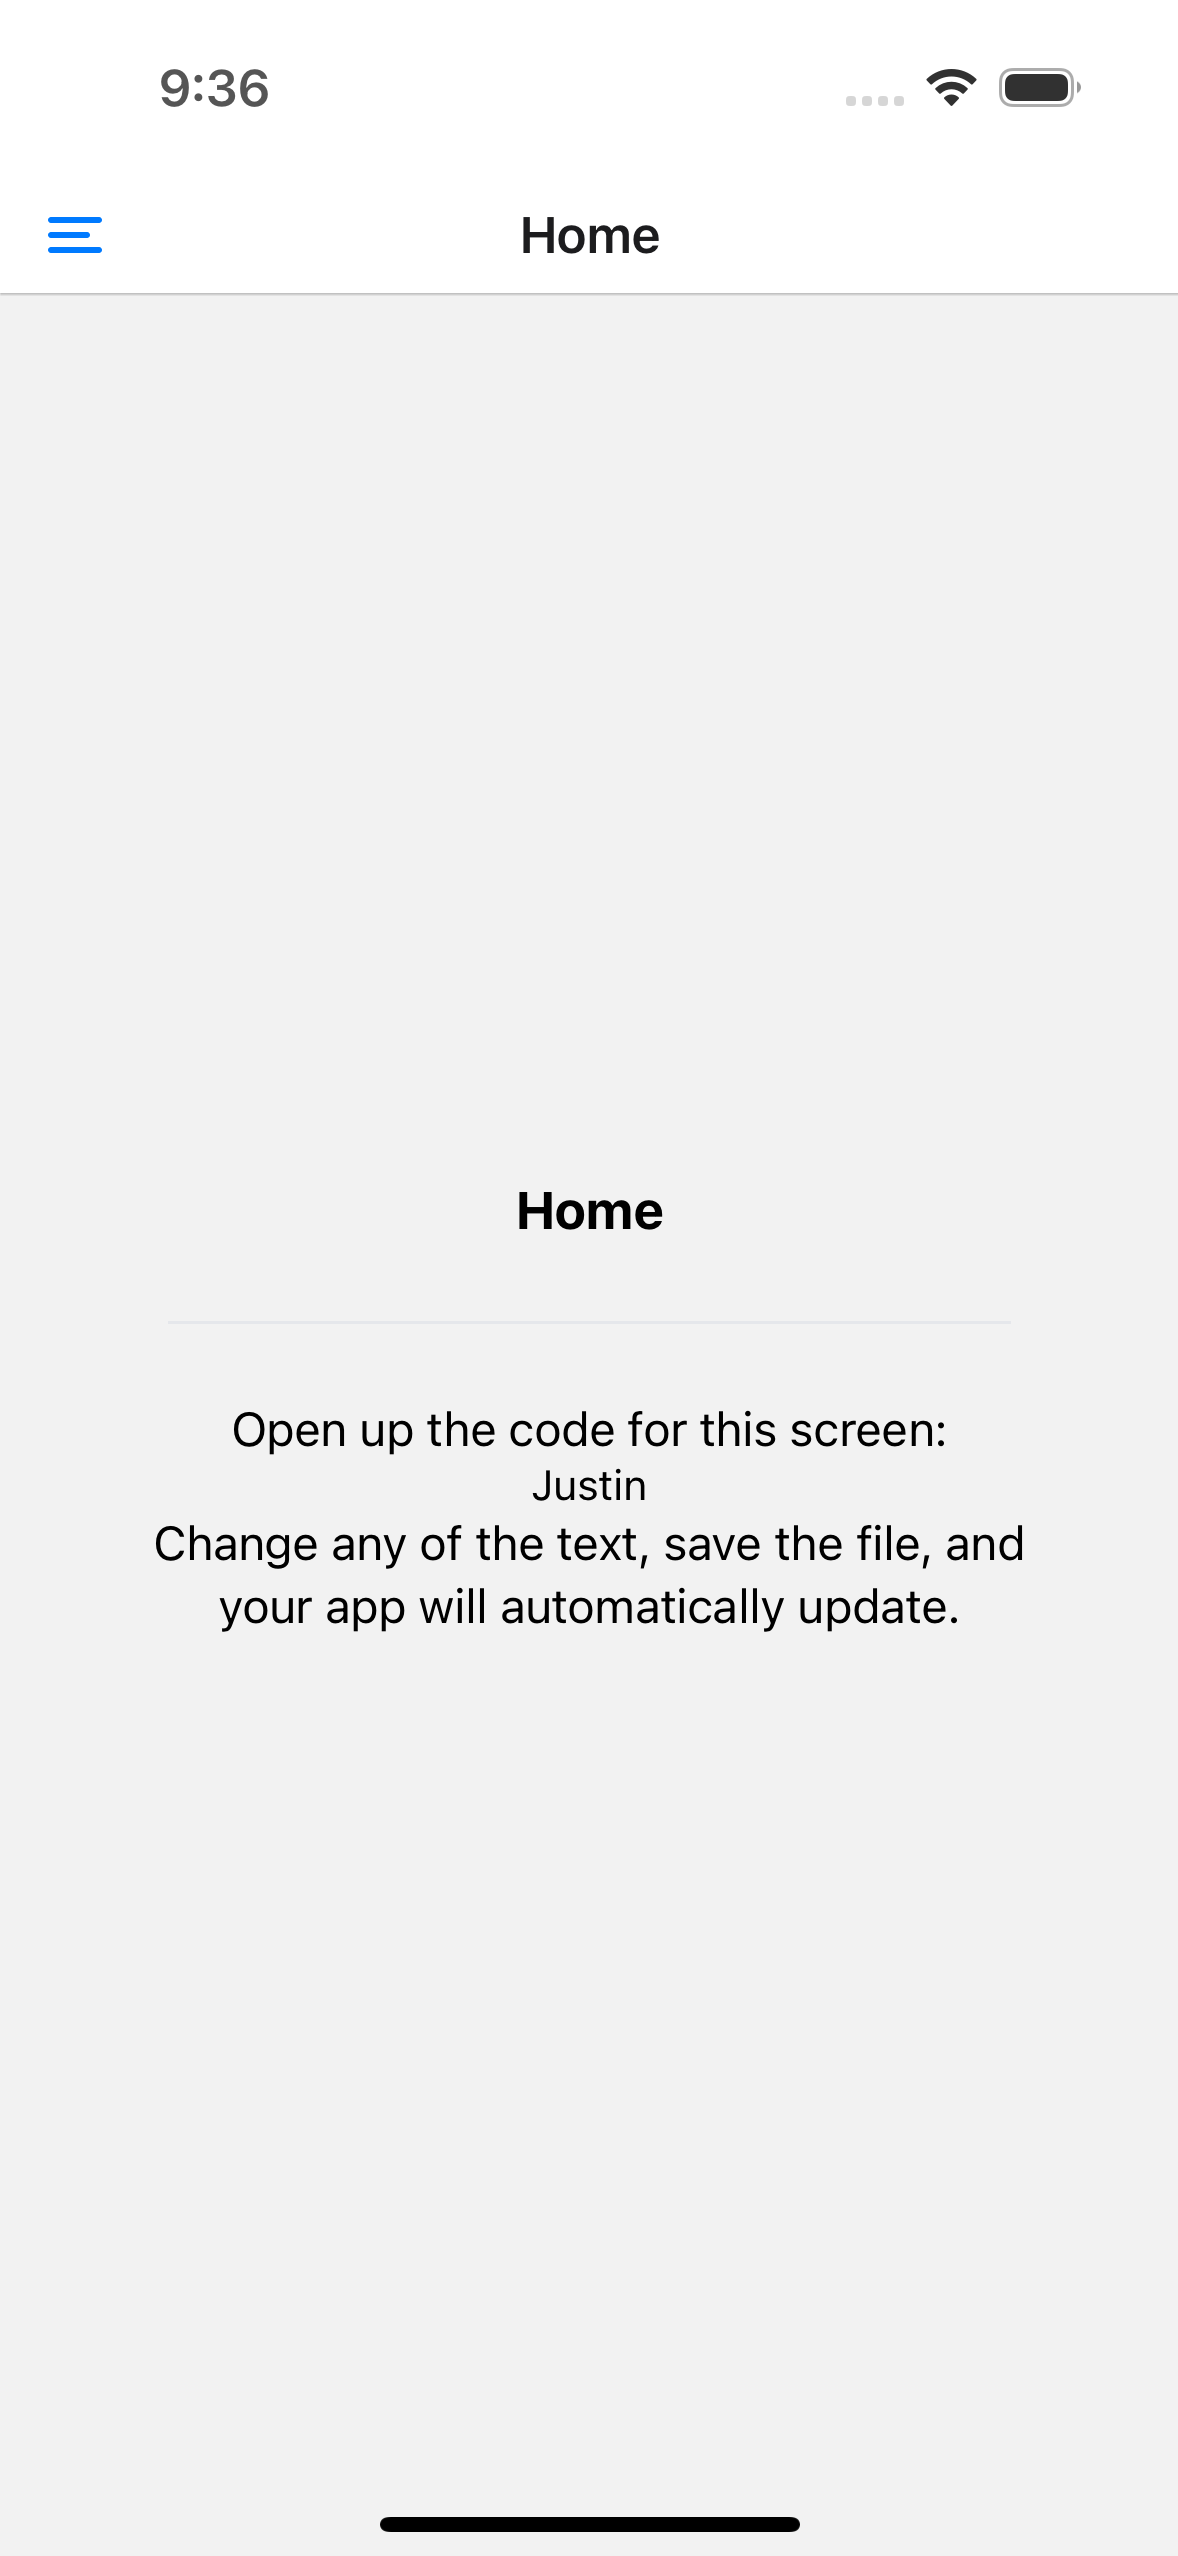 9:36
Home
Home
Open up the code for this screen:
Justin
Change any of the text, save the file, and
your app will automatically update.